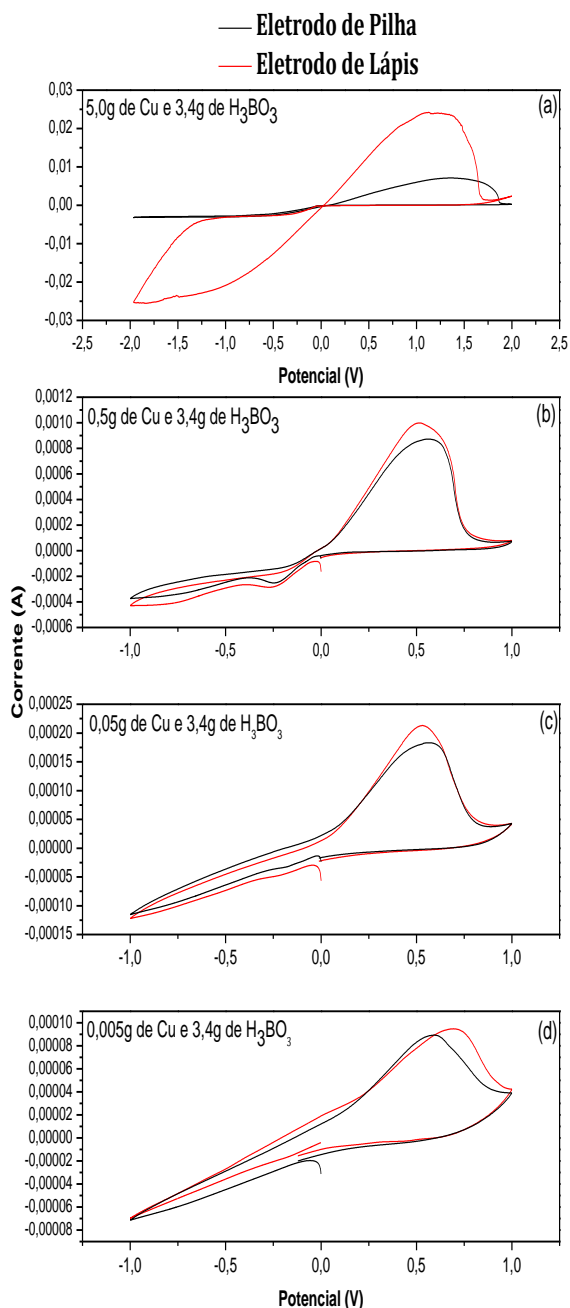 Eletrodo de Pilha
Eletrodo de Lápis
5,0g de Cu e 3,4g de H₃BO₃
(a)
0,03
0,02
0,01
0,00
-0,01
-0,02
-0,03
-2,5 -2,0 -1,5 -1,0 -0,5 0,0 0,5 1,0 1,5 2,0 2,5
Potencial (V)
0,5g de Cu e 3,4g de H₃BO₃
(b)
0,0012
0,0010
0,0008
0,0006
0,0004
0,0002
0,0000
-0,0002
-0,0004
-0,0006
-1,0 -0,5 0,0 0,5 1,0
Corrente (A)
0,05g de Cu e 3,4g de H₃BO₃
(c)
0,00025
0,00020
0,00015
0,00010
0,00005
0,00000
-0,00005
-0,00010
-0,00015
-1,0 -0,5 0,0 0,5 1,0
0,005g de Cu e 3,4g de H₃BO₃
(d)
0,00010
0,00008
0,00006
0,00004
0,00002
0,00000
-0,00002
-0,00004
-0,00006
-0,00008
-1,0 -0,5 0,0 0,5 1,0
Potencial (V)